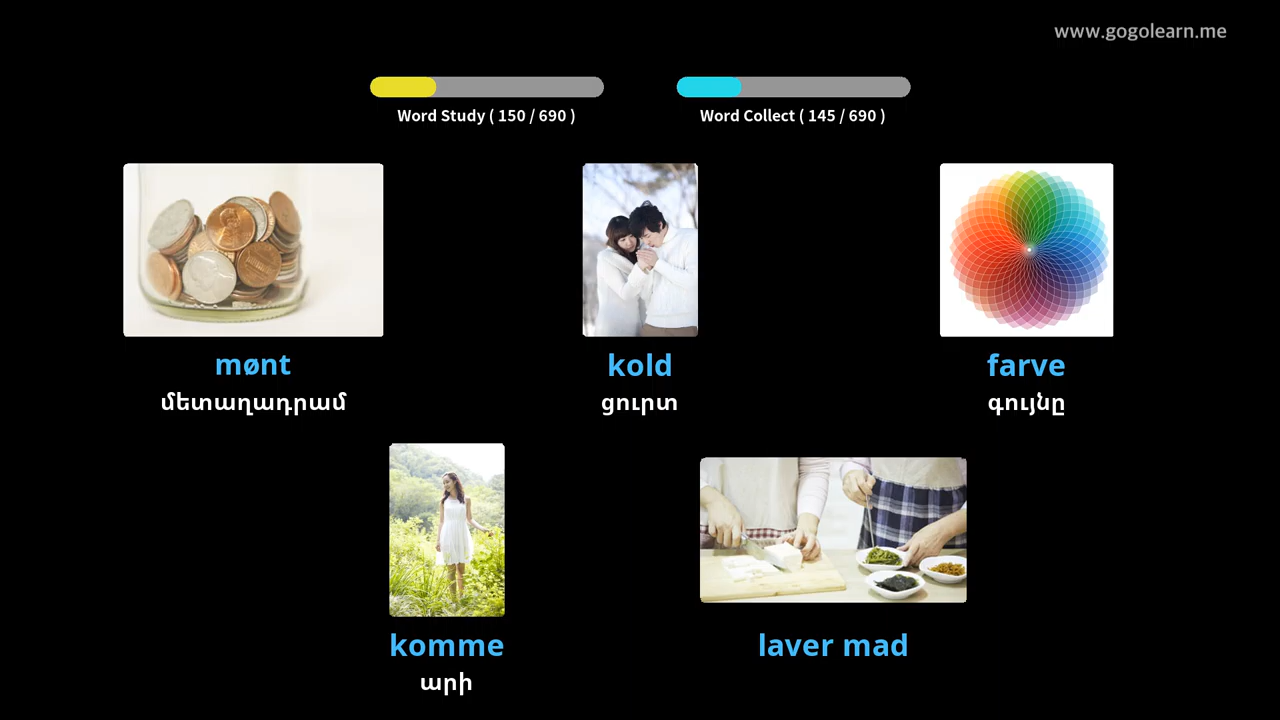 www.gogolearn.me
Word Study ( 150 / 690 )
Word Collect ( 145 / 690 )
mønt
մետաղադրամ
kold
ցուրտ
farve
գույնը
komme
արի
laver mad